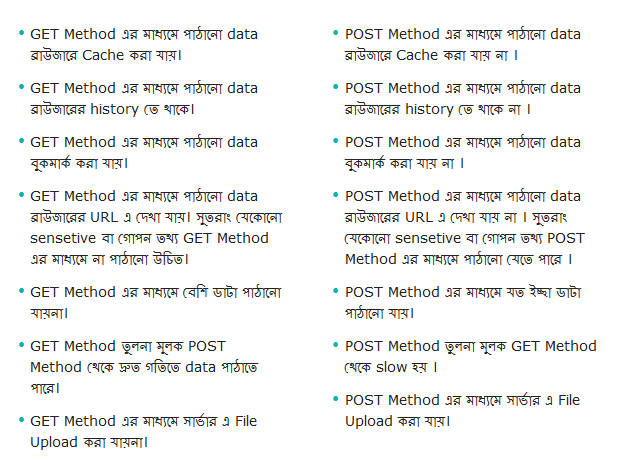 • GET Method এর মাধ্যমে পাঠানো data
ব্রাউজারে Cache করা যায়।
• GET Method এর মাধ্যমে পাঠানো data
ব্রাউজারের history তে থাকে।
• GET Method এর মাধ্যমে পাঠানো data
বুকমার্ক করা যায়।
• GET Method এর মাধ্যমে পাঠানো data
ব্রাউজারের URL এ দেখা যায়। সুতরাং যেকোনো
sensetive বা গোপন তথ্য GET Method
এর মাধ্যমে না পাঠানো উচিত।
• GET Method এর মাধ্যমে বেশি ডাটা পাঠানো
যায়না।
• GET Method তুলনা মূলক POST
Method থেকে দ্রুত গতিতে data পাঠাতে
পারে।
• GET Method এর মাধ্যমে সার্ভার এ File
Upload করা যায়না।
• POST Method এর মাধ্যমে পাঠানো data
ব্রাউজারে Cache করা যায় না ।
• POST Method এর মাধ্যমে পাঠানো data
ব্রাউজারের history তে থাকে না ।
• POST Method এর মাধ্যমে পাঠানো data
বুকমার্ক করা যায় না ।
• POST Method এর মাধ্যমে পাঠানো data
ব্রাউজারের URL এ দেখা যায় না । সুতরাং
যেকোনো sensetive বা গোপন তথ্য POST
Method এর মাধ্যমে পাঠানো যেতে পারে ।
• POST Method এর মাধ্যমে যত ইচ্ছা ডাটা
পাঠানো যায়।
• POST Method তুলনা মূলক GET Method
থেকে slow হয় ।
• POST Method এর মাধ্যমে সার্ভার এ File
Upload করা যায়।